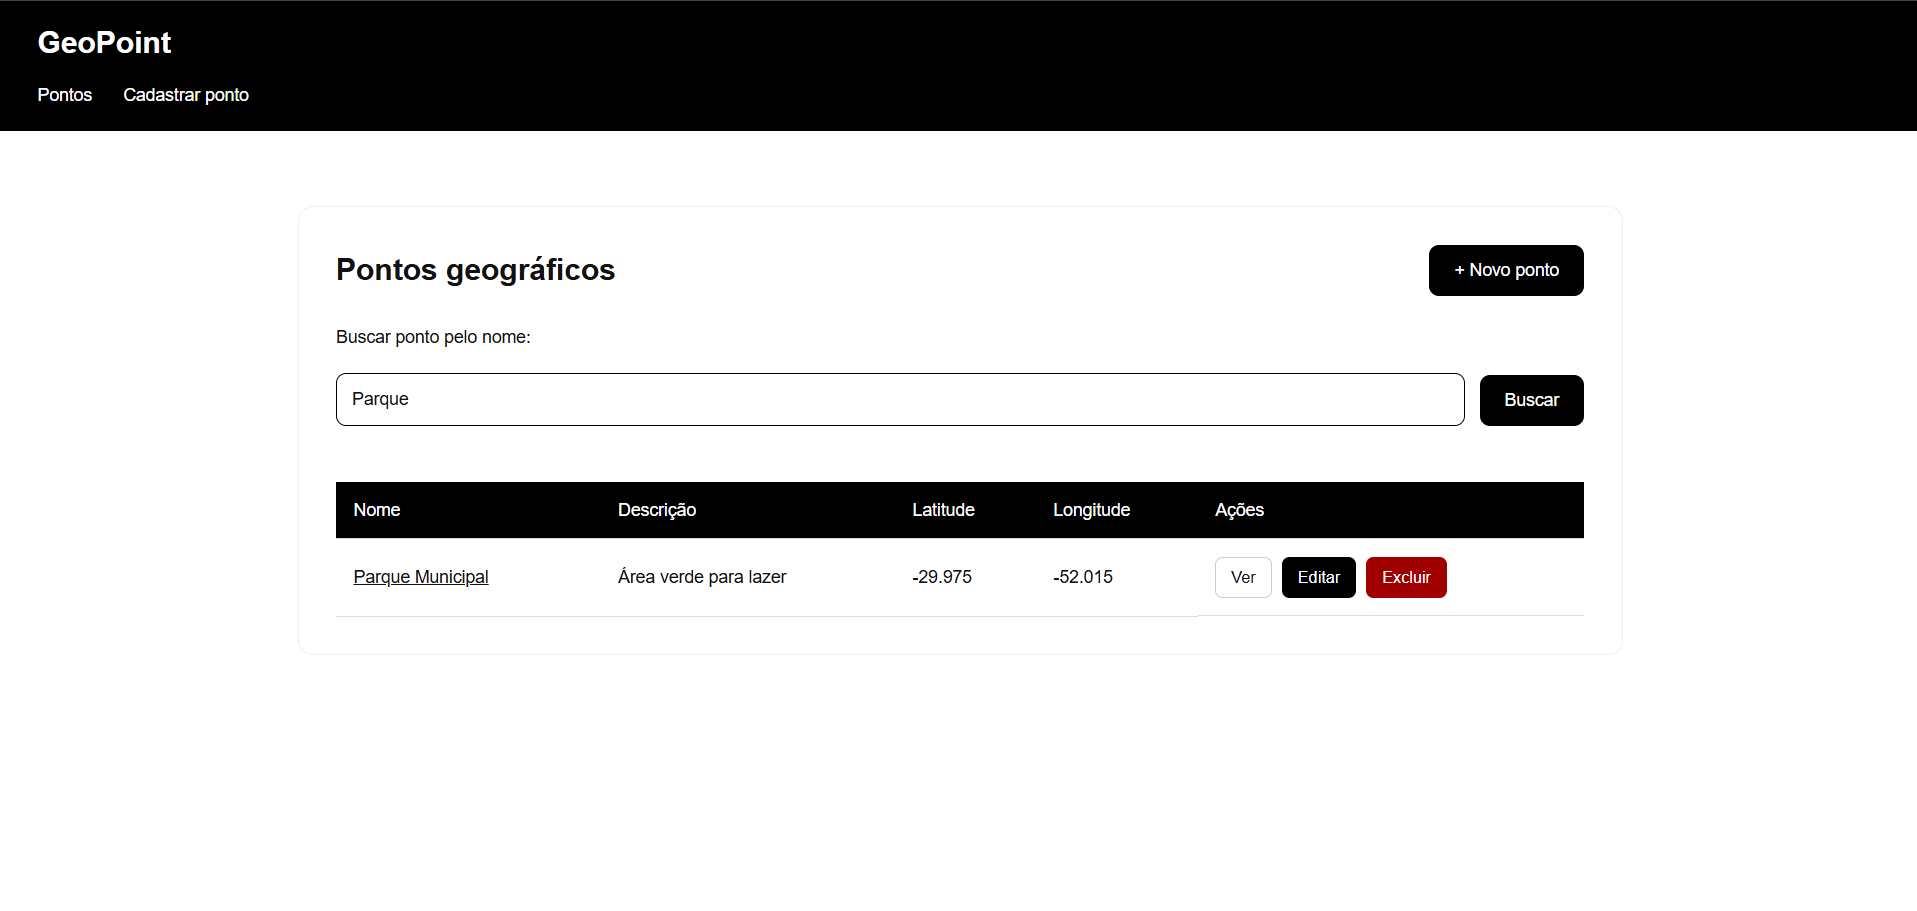 GeoPoint
Pontos Cadastrar ponto
Pontos geográficos
+ Novo ponto
Buscar ponto pelo nome:
Parque
Buscar
Nome Descrição Latitude Longitude Ações
Parque Municipal Área verde para lazer -29.975 -52.015 Ver Editar Excluir